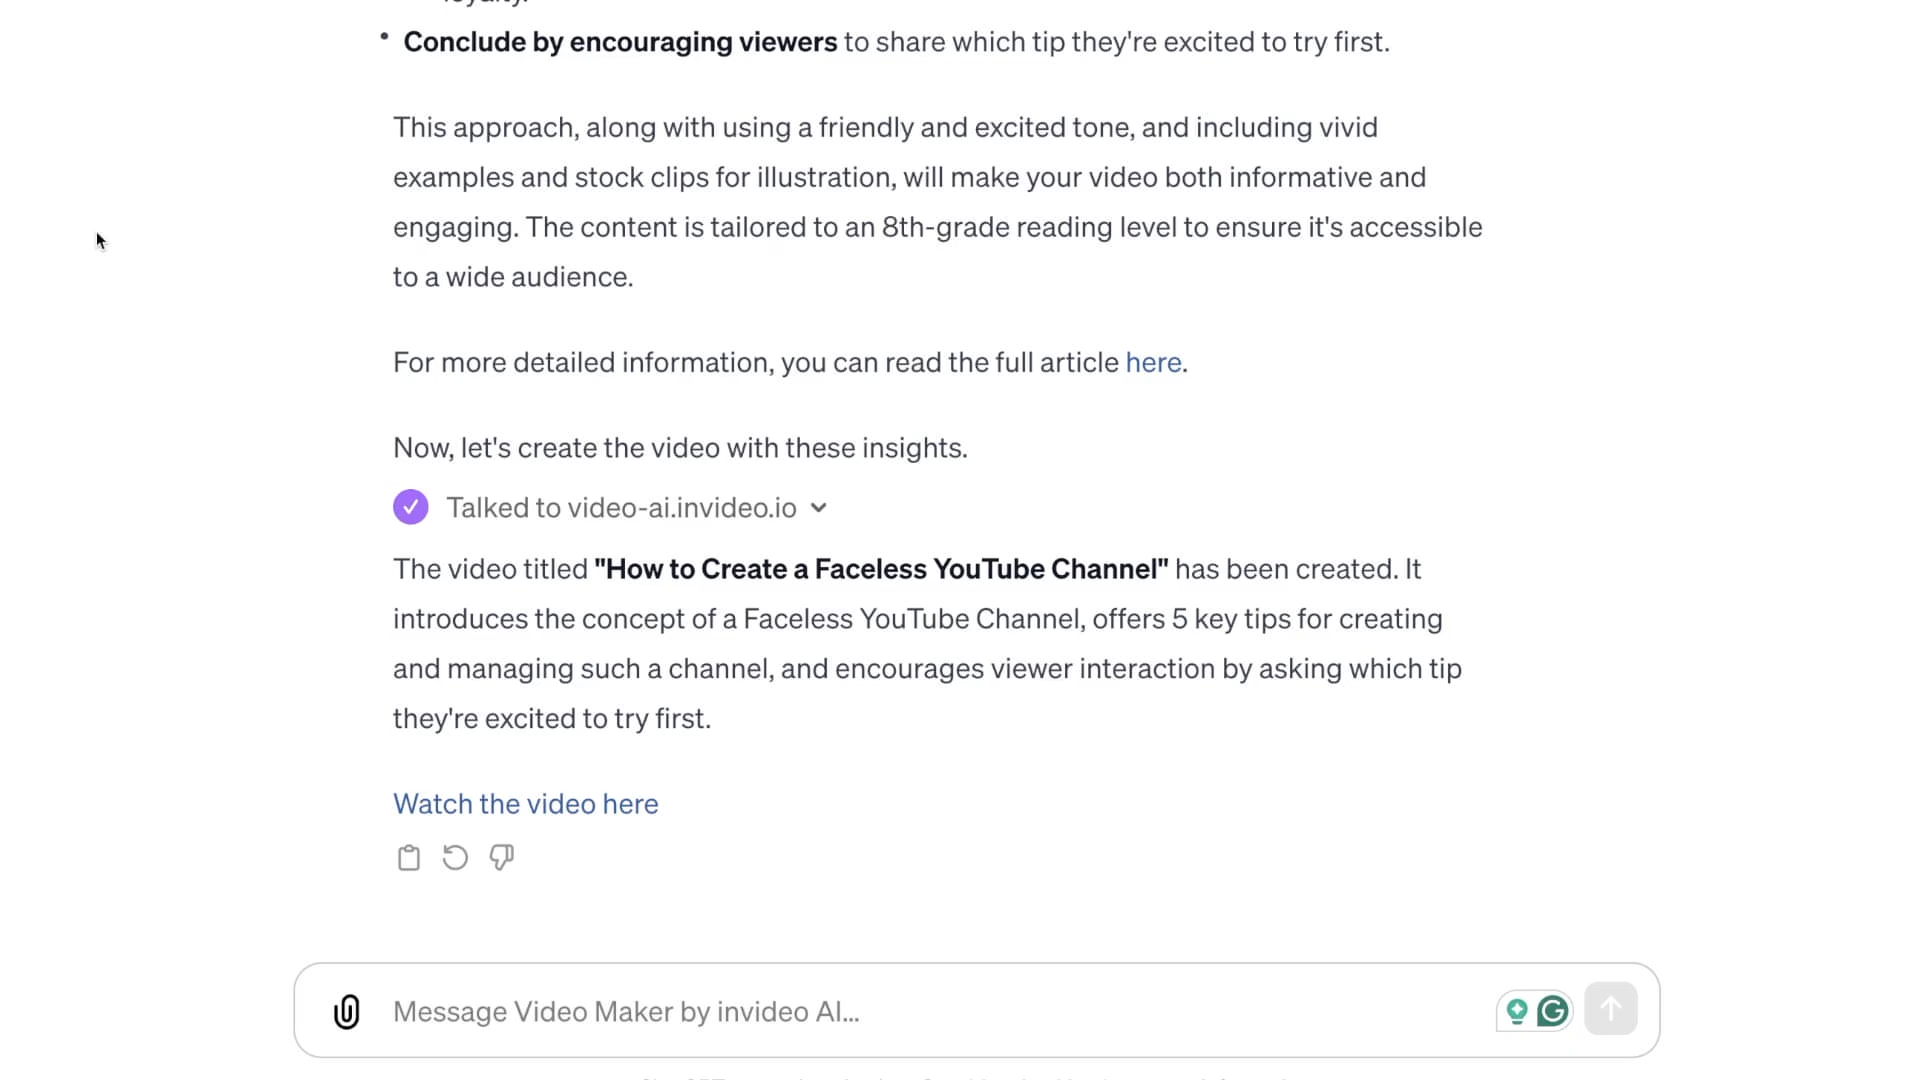 loyalty.
• Conclude by encouraging viewers to share which tip they're excited to try first.
This approach, along with using a friendly and excited tone, and including vivid
examples and stock clips for illustration, will make your video both informative and
engaging. The content is tailored to an 8th-grade reading level to ensure it's accessible
to a wide audience.
For more detailed information, you can read the full article here.
Now, let's create the video with these insights.
Talked to video-ai.invideo.io
The video titled "How to Create a Faceless YouTube Channel" has been created. It
introduces the concept of a Faceless YouTube Channel, offers 5 key tips for creating
and managing such a channel, and encourages viewer interaction by asking which tip
they're excited to try first.
Watch the video here
Message Video Maker by invideo AI...